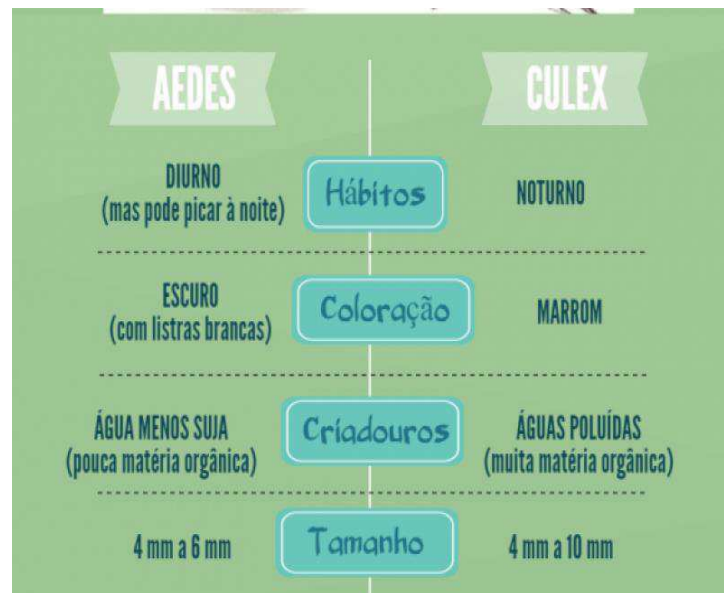 AEDES
CULEX
DIURNO
(mas pode picar à noite)
Hábitos
NOTURNO
ESCURO
(com listras brancas)
Coloração
MARROM
ÁGUA MENOS SUJA
(pouca matéria orgânica)
Criadouros
ÁGUAS POLUÍDAS
(muita matéria orgânica)
4 mm a 6 mm
Tamanho
4 mm a 10 mm